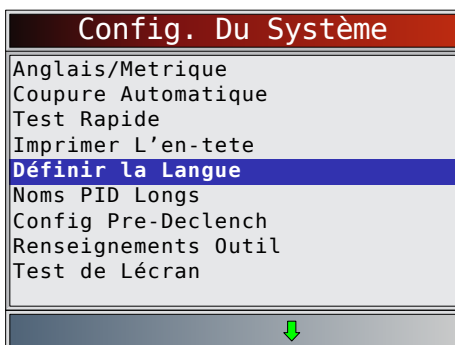 Config. Du Système
Anglais/Metrique
Coupure Automatique
Test Rapide
Imprimer L’en-tete
Définir la Langue
Noms PID Longs
Config Pre-Declench
Renseignements Outil
Test de Lécran